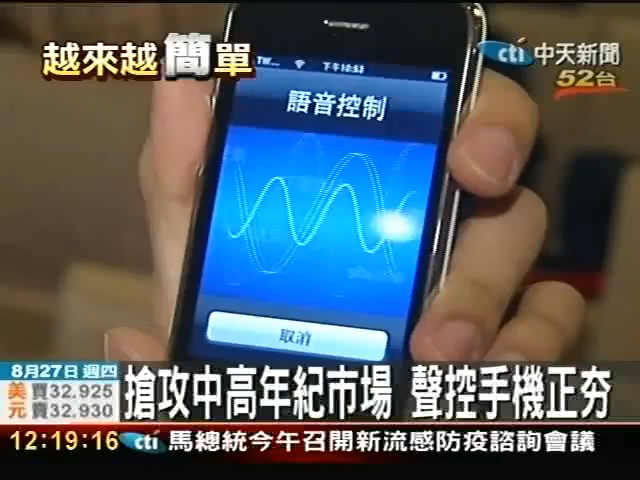 越來越簡單
cti 中天新聞
52台
TW... 下午10:53
語音控制
取消
8月27日 週四
美元 買32.925
賣32.930
搶攻中高年紀市場 聲控手機正夯
12:19:16 cti 馬總統今午召開新流感防疫諮詢會議